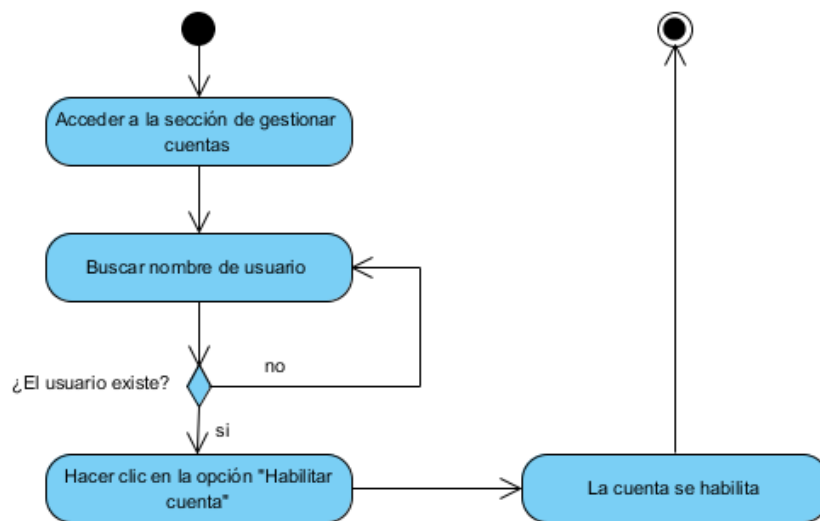 Acceder a la sección de gestionar
cuentas
Buscar nombre de usuario
¿El usuario existe?
no
si
Hacer clic en la opción "Habilitar
cuenta"
La cuenta se habilita